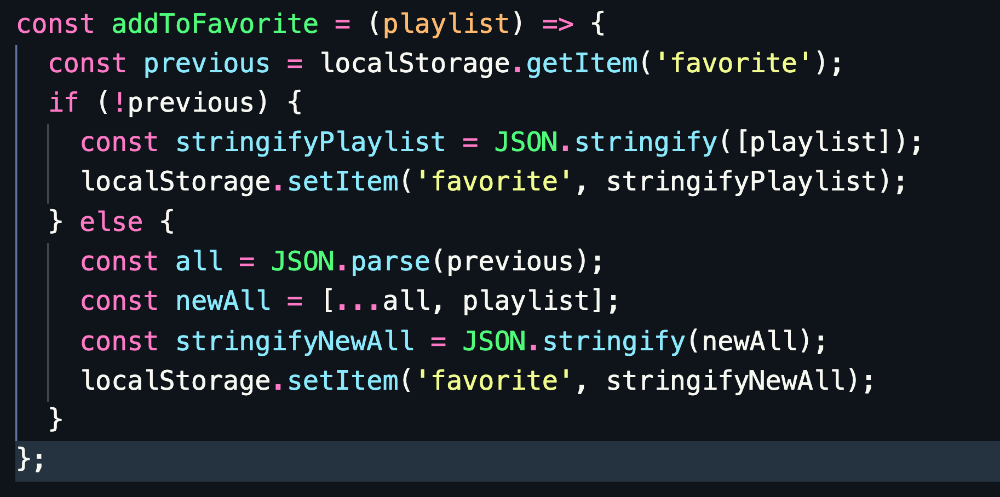 const addToFavorite = (playlist) => {
  const previous = localStorage.getItem('favorite');
  if (!previous) {
    const stringifyPlaylist = JSON.stringify([playlist]);
    localStorage.setItem('favorite', stringifyPlaylist);
  } else {
    const all = JSON.parse(previous);
    const newAll = [...all, playlist];
    const stringifyNewAll = JSON.stringify(newAll);
    localStorage.setItem('favorite', stringifyNewAll);
  }
};